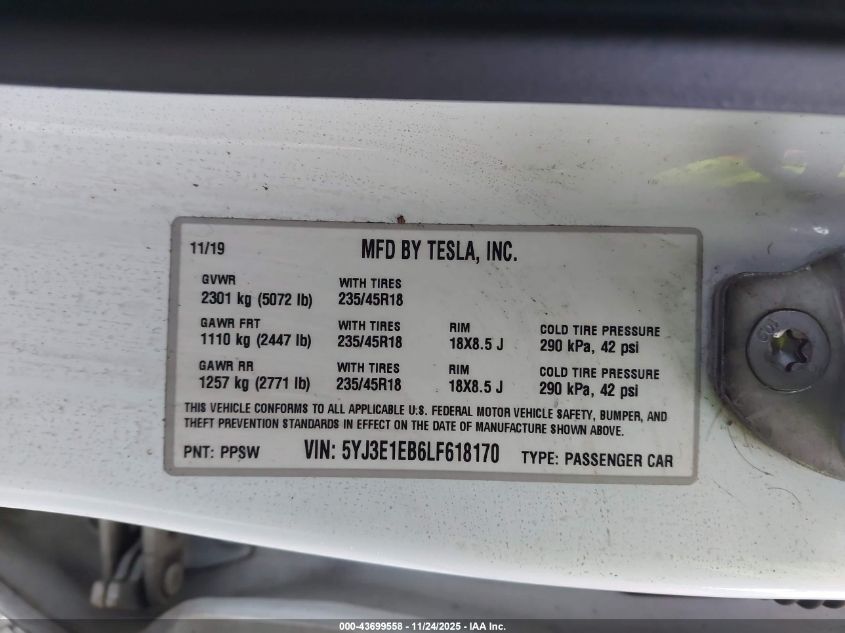 11/19 MFD BY TESLA, INC.
GVWR WITH TIRES
2301 kg (5072 lb) 235/45R18
GAWR FRT WITH TIRES RIM COLD TIRE PRESSURE
1110 kg (2447 lb) 235/45R18 18X8.5 J 290 kPa, 42 psi
GAWR RR WITH TIRES RIM COLD TIRE PRESSURE
1257 kg (2771 lb) 235/45R18 18X8.5 J 290 kPa, 42 psi
THIS VEHICLE CONFORMS TO ALL APPLICABLE U.S. FEDERAL MOTOR VEHICLE SAFETY, BUMPER, AND
THEFT PREVENTION STANDARDS IN EFFECT ON THE DATE OF MANUFACTURE SHOWN ABOVE.
PNT: PPSW VIN: 5YJ3E1EB6LF618170 TYPE: PASSENGER CAR
000-43699558 - 11/24/2025 - IAA Inc.